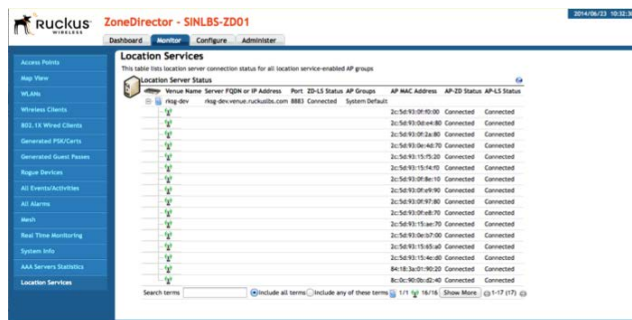 2014/06/23 10:32:3
Ruckus
WIRELESS
ZoneDirector - SINLBS-ZD01
Dashboard Monitor Configure Administer
Access Points
Map View
WLANs
Wireless Clients
802.1X Wired Clients
Generated PSK/Certs
Generated Guest Passes
Rogue Devices
All Events/Activities
All Alarms
Mesh
Real Time Monitoring
System Info
AAA Servers Statistics
Location Services
Location Services
This table lists location server connection status for all location service-enabled AP groups
Location Server Status
Venue Name Server FQDN or IP Address Port ZD-LS Status AP Groups AP MAC Address AP-ZD Status AP-LS Status
rksg-dev rksg-dev.venue.ruckuslbs.com 8883 Connected System Default
2c:5d:93:0f:f0:00 Connected Connected
2c:5d:93:0d:e4:80 Connected Connected
2c:5d:93:0f:2a:80 Connected Connected
2c:5d:93:0e:4d:70 Connected Connected
2c:5d:93:15:f5:20 Connected Connected
2c:5d:93:15:f4:f0 Connected Connected
2c:5d:93:0f:8e:10 Connected Connected
2c:5d:93:0f:e9:90 Connected Connected
2c:5d:93:0f:97:80 Connected Connected
2c:5d:93:0f:e8:70 Connected Connected
2c:5d:93:15:ae:70 Connected Connected
2c:5d:93:0e:b7:00 Connected Connected
2c:5d:93:15:65:a0 Connected Connected
2c:5d:93:15:4e:d0 Connected Connected
84:18:3a:01:90:20 Connected Connected
8c:0c:90:0b:d2:40 Connected Connected
Search terms Include all terms Include any of these terms 1/1 16/16 Show More 1-17 (17)